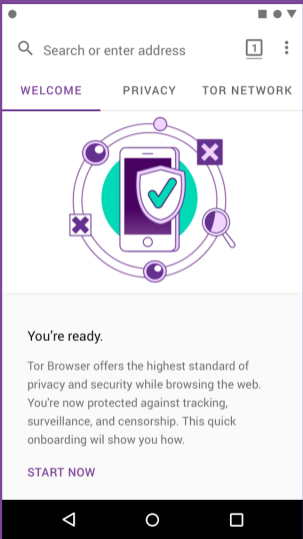 Search or enter address
1
WELCOME
PRIVACY
TOR NETWORK
You're ready.
Tor Browser offers the highest standard of
privacy and security while browsing the web.
You're now protected against tracking,
surveillance, and censorship. This quick
onboarding wil show you how.
START NOW